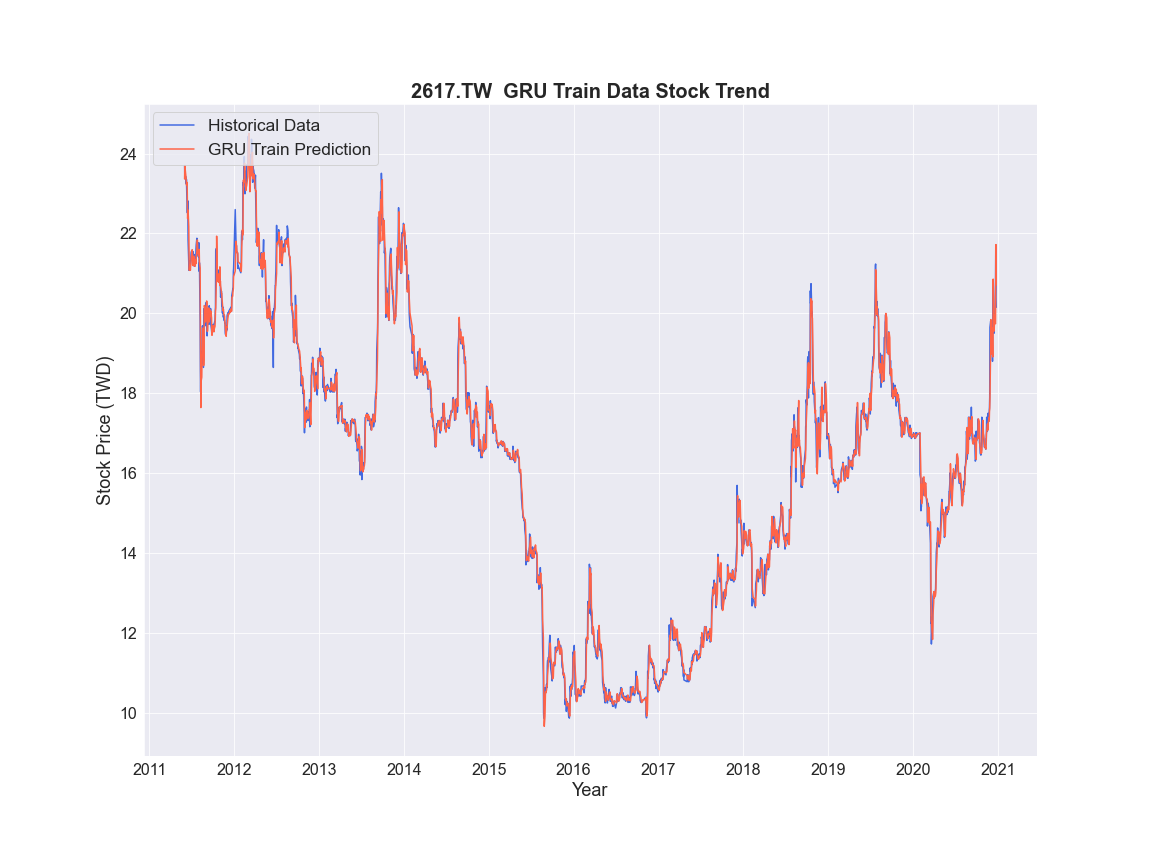 2617.TW  GRU Train Data Stock Trend
Historical Data
GRU Train Prediction
24
22
20
18
16
14
12
10
Stock Price (TWD)
2011 2012 2013 2014 2015 2016 2017 2018 2019 2020 2021
Year